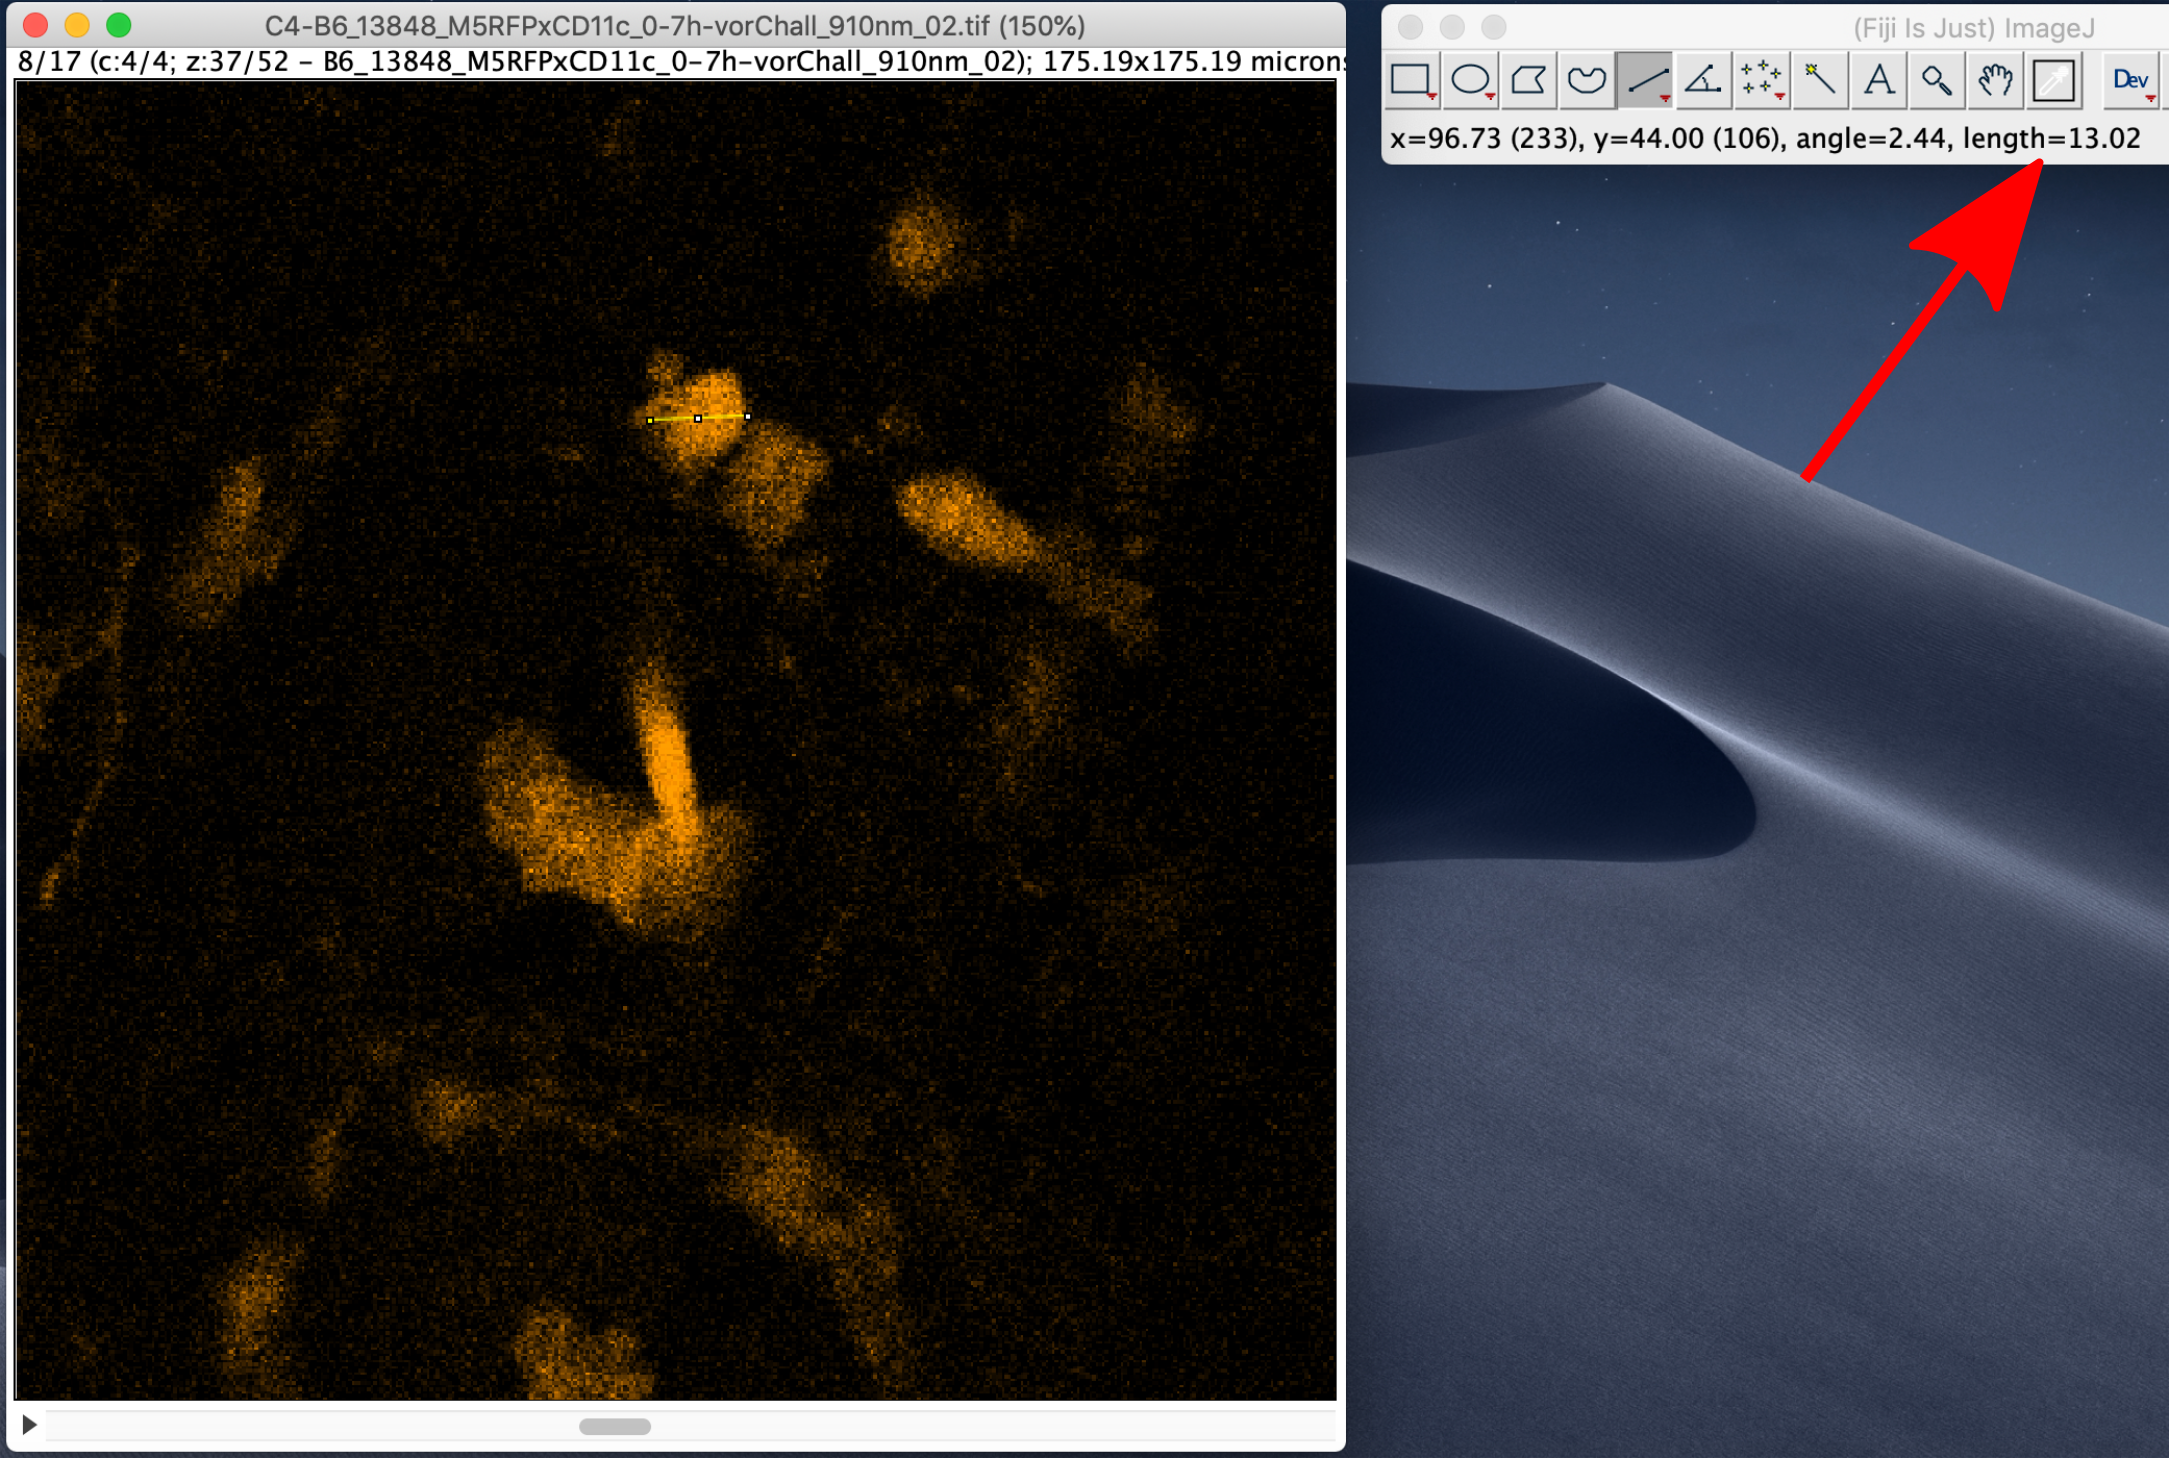 C4-B6_13848_M5RFPxCD11c_0-7h-vorChall_910nm_02.tif (150%)
8/17 (c:4/4; z:37/52 - B6_13848_M5RFPxCD11c_0-7h-vorChall_910nm_02); 175.19x175.19 microns
(Fiji Is Just) ImageJ
A
Dev
x=96.73 (233), y=44.00 (106), angle=2.44, length=13.02